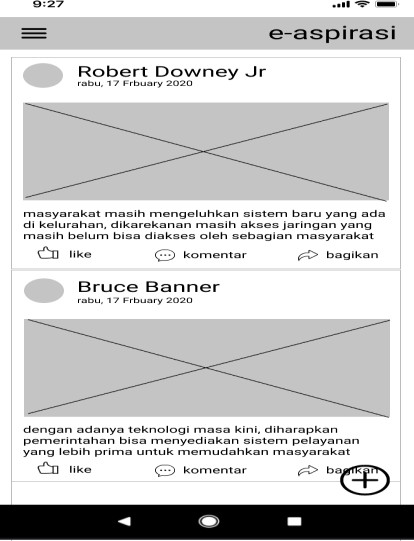 9:27
e-aspirasi
Robert Downey Jr
rabu, 17 Frbuary 2020
masyarakat masih mengeluhkan sistem baru yang ada
di kelurahan, dikarekanan masih akses jaringan yang
masih belum bisa diakses oleh sebagian masyarakat
like komentar bagikan
Bruce Banner
rabu, 17 Frbuary 2020
dengan adanya teknologi masa kini, diharapkan
pemerintahan bisa menyediakan sistem pelayanan
yang lebih prima untuk memudahkan masyarakat
like komentar bagikan